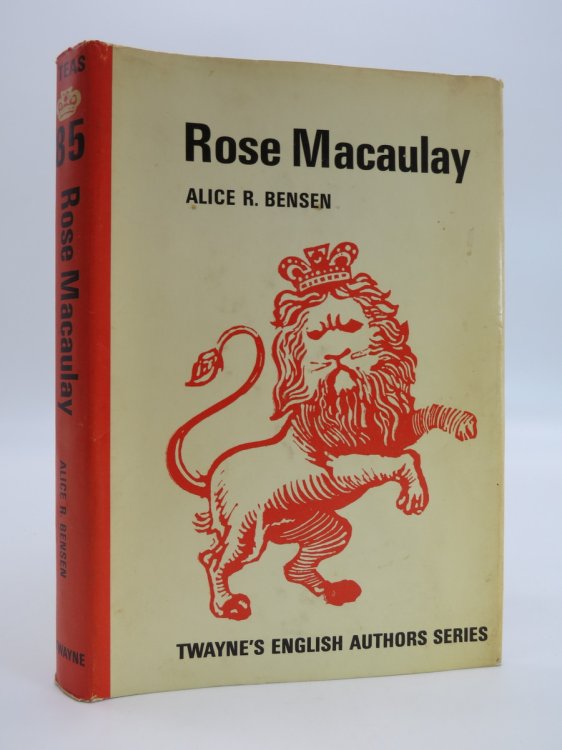 Rose Macaulay
ALICE R. BENSEN
TWAYNE'S ENGLISH AUTHORS SERIES
TEAS
85
Rose Macaulay
ALICE R. BENSEN
TWAYNE